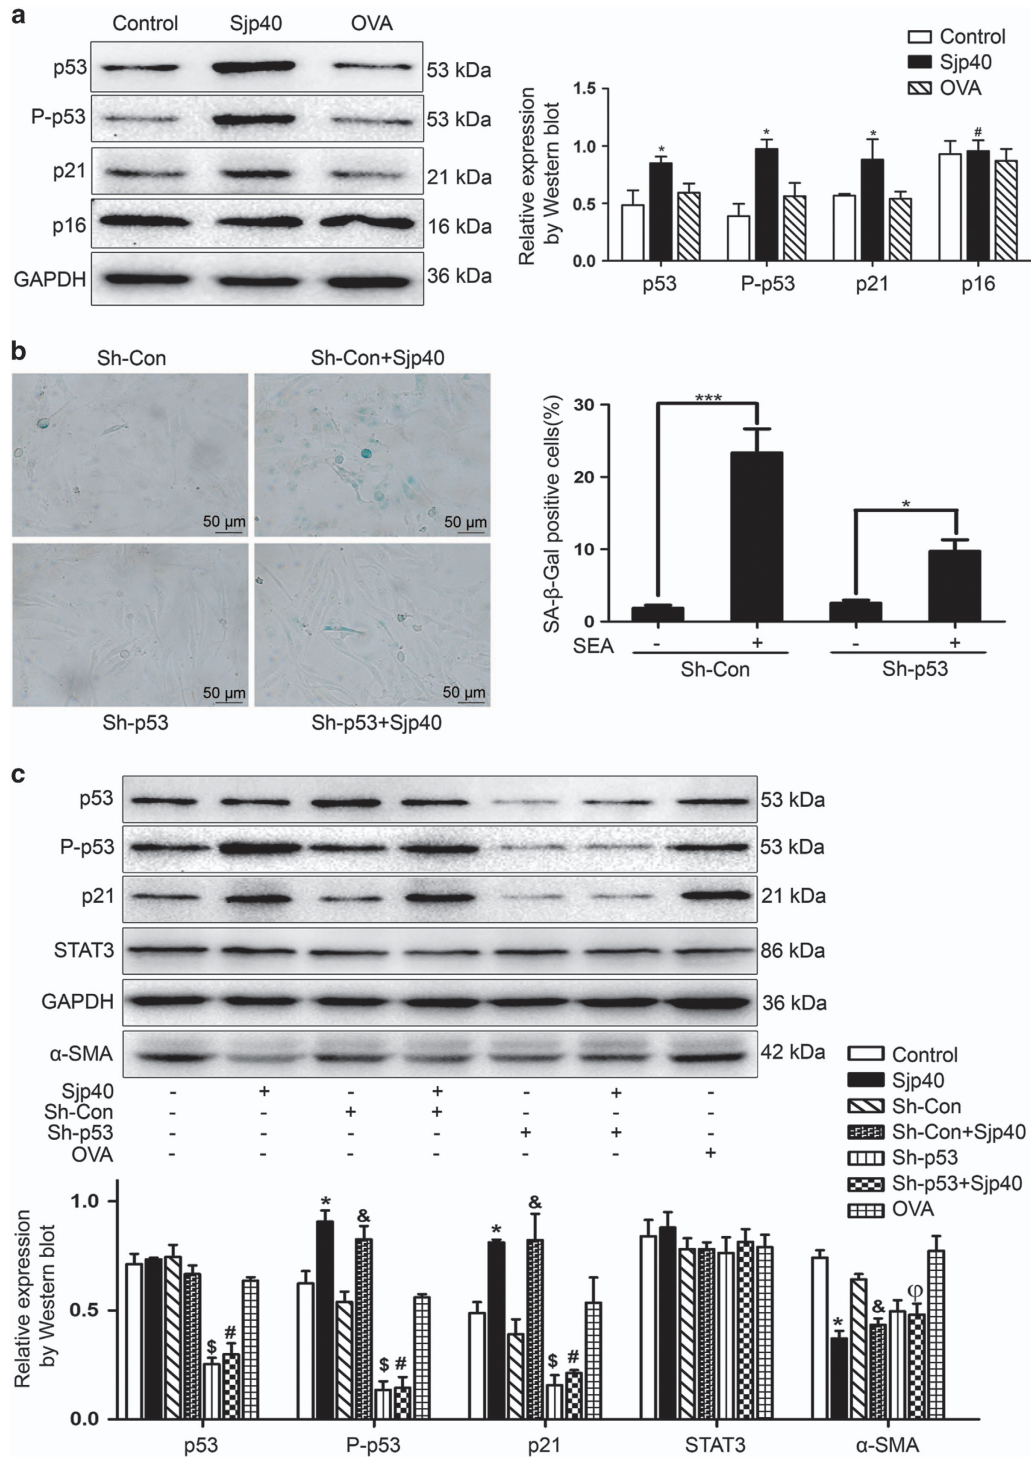 a
Control Sjp40 OVA
p53 53 kDa
P-p53 53 kDa
p21 21 kDa
p16 16 kDa
GAPDH 36 kDa
Control
Sjp40
OVA
Relative expression
by Western blot
1.5
1.0
0.5
0.0
* * * #
p53 P-p53 p21 p16
b
Sh-Con Sh-Con+Sjp40
50 µm 50 µm
50 µm 50 µm
Sh-p53 Sh-p53+Sjp40
SA-β-Gal positive cells(%)
30
20
10
0
*** *
SEA - + - +
Sh-Con Sh-p53
c
p53 53 kDa
P-p53 53 kDa
p21 21 kDa
STAT3 86 kDa
GAPDH 36 kDa
α-SMA 42 kDa
Sjp40 - + - + - + -
Sh-Con - - + + - - -
Sh-p53 - - - - + + -
OVA - - - - - - +
Control
Sjp40
Sh-Con
Sh-Con+Sjp40
Sh-p53
Sh-p53+Sjp40
OVA
Relative expression
by Western blot
1.0
0.5
0.0
$ # * & $ # * & $ # * & φ
p53 P-p53 p21 STAT3 α-SMA